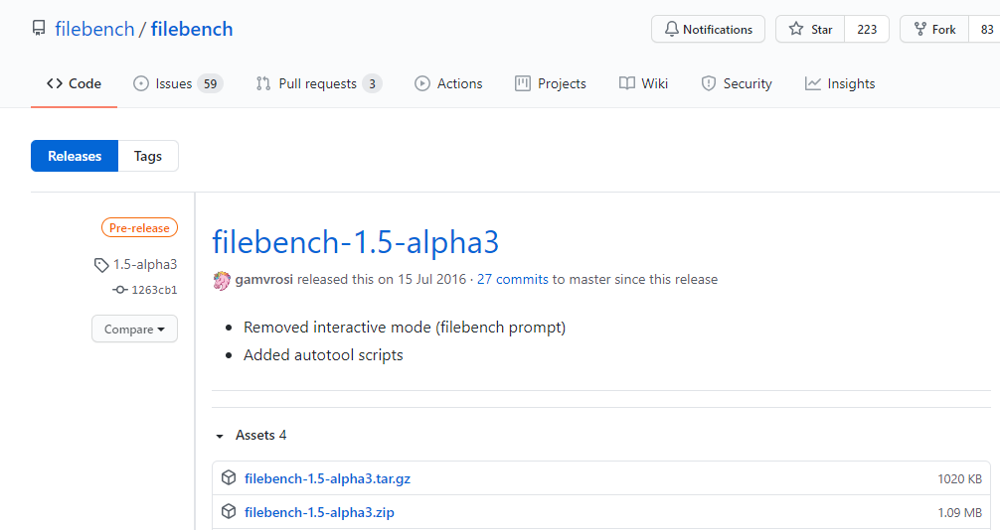 filebench / filebench
Notifications Star 223 Fork 83
Code Issues 59 Pull requests 3 Actions Projects Wiki Security Insights
Releases Tags
Pre-release
1.5-alpha3
1263cb1
Compare
filebench-1.5-alpha3
gamvrosi released this on 15 Jul 2016 · 27 commits to master since this release
• Removed interactive mode (filebench prompt)
• Added autotool scripts
Assets 4
filebench-1.5-alpha3.tar.gz 1020 KB
filebench-1.5-alpha3.zip 1.09 MB